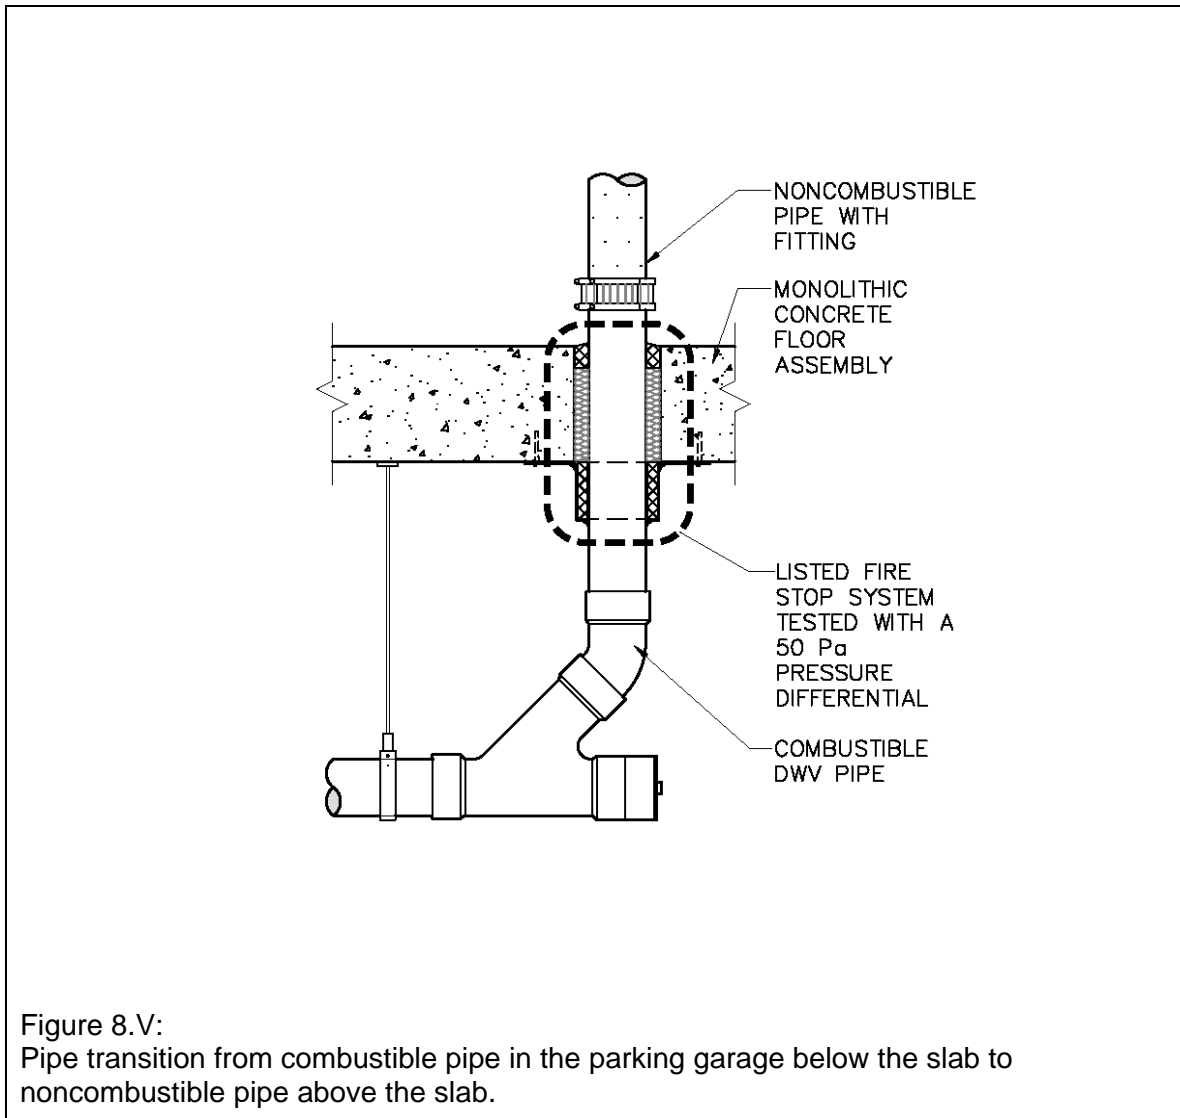 NONCOMBUSTIBLE
PIPE WITH
FITTING
MONOLITHIC
CONCRETE
FLOOR
ASSEMBLY
LISTED FIRE
STOP SYSTEM
TESTED WITH A
50 Pa
PRESSURE
DIFFERENTIAL
COMBUSTIBLE
DWV PIPE
Figure 8.V:
Pipe transition from combustible pipe in the parking garage below the slab to
noncombustible pipe above the slab.